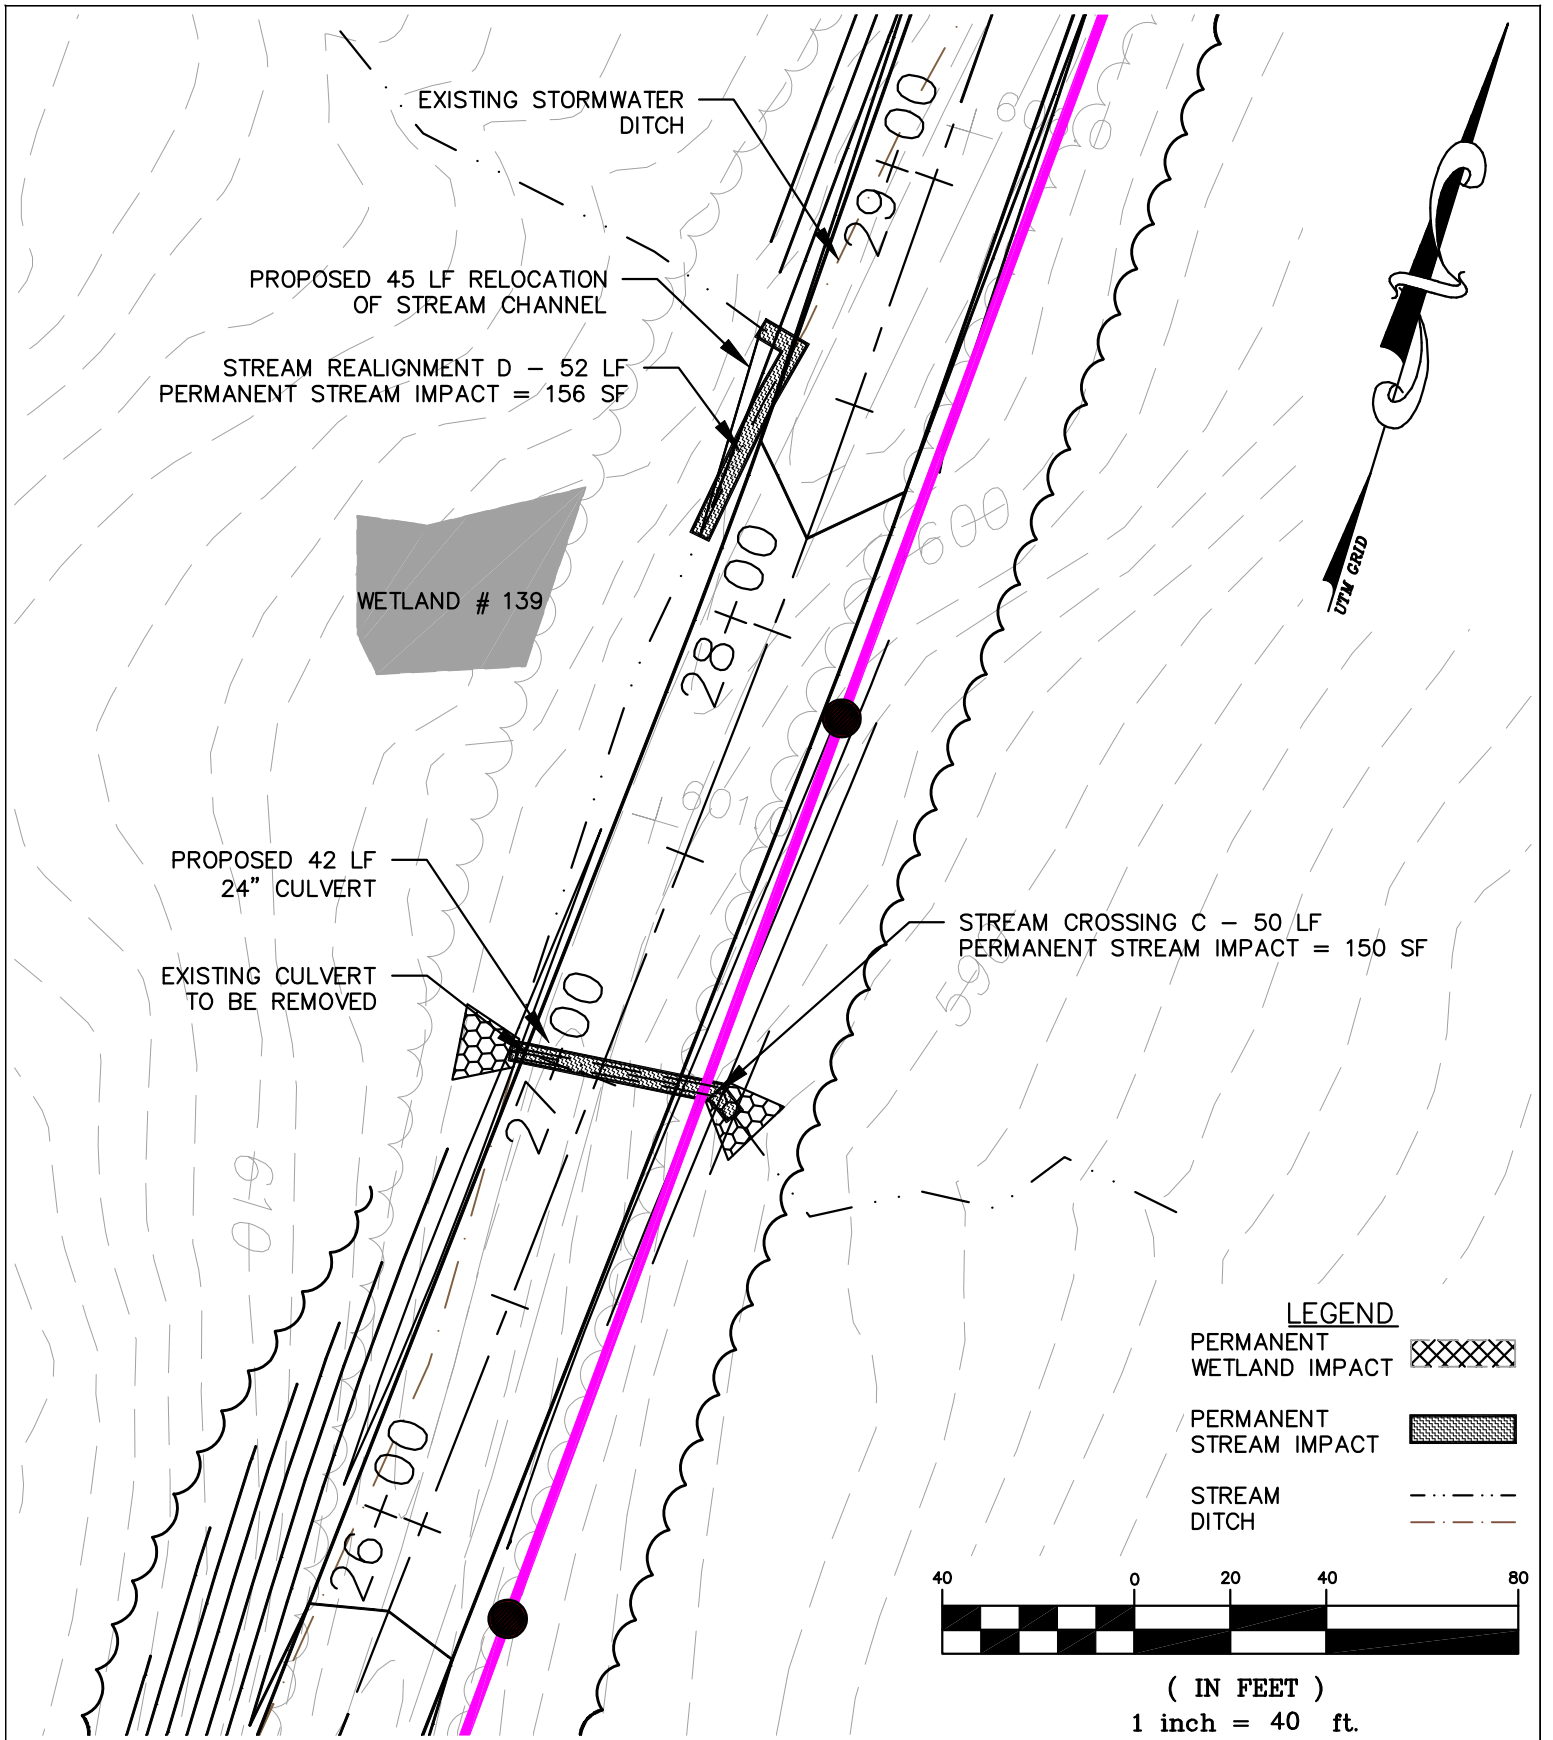 EXISTING STORMWATER
DITCH
29+00
PROPOSED 45 LF RELOCATION
OF STREAM CHANNEL
STREAM REALIGNMENT D – 52 LF
PERMANENT STREAM IMPACT = 156 SF
UTM GRID
600
28+00
WETLAND # 139
PROPOSED 42 LF
24" CULVERT
STREAM CROSSING C – 50 LF
PERMANENT STREAM IMPACT = 150 SF
EXISTING CULVERT
TO BE REMOVED
27+00
610
26+00
LEGEND
PERMANENT
WETLAND IMPACT
PERMANENT
STREAM IMPACT
STREAM
DITCH
40 0 20 40 80
( IN FEET )
1 inch = 40 ft.